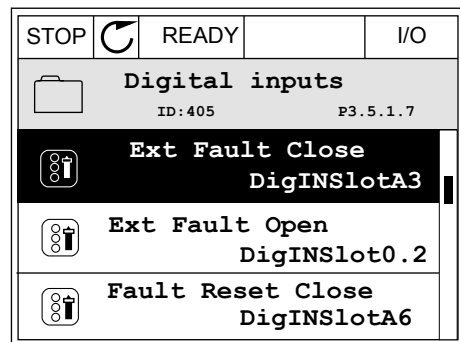 STOP READY I/O
Digital inputs
ID:405 P3.5.1.7
Ext Fault Close
DigINSlotA3
Ext Fault Open
DigINSlot0.2
Fault Reset Close
DigINSlotA6